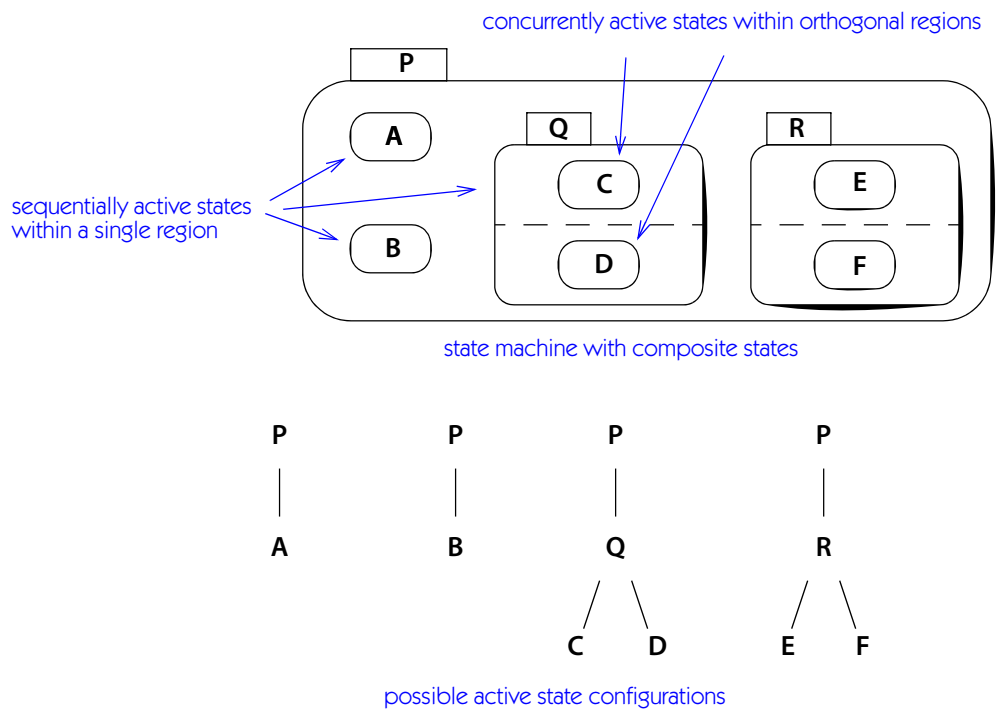 concurrently active states within orthogonal regions
P
A
Q
R
C
E
sequentially active states
within a single region
B
D
F
state machine with composite states
P P P P
A B Q R
C D E F
possible active state configurations